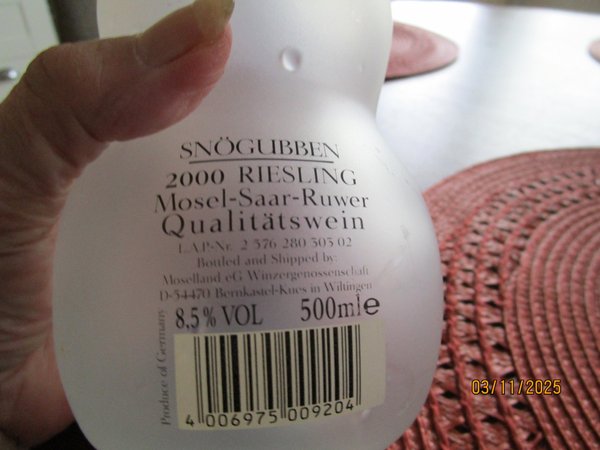 SNÖGUBBEN
2000 RIESLING
Mosel-Saar-Ruwer
Qualitätswein
L.A.P-Nr. 2 576 280 303 02
Bottled and Shipped by:
Moselland eG Winzergenossenschaft
D-54470 Bernkastel-Kues in Wiltingen
8,5% VOL 500ml e
Produce of Germany
4 006975 009204
03/11/2025